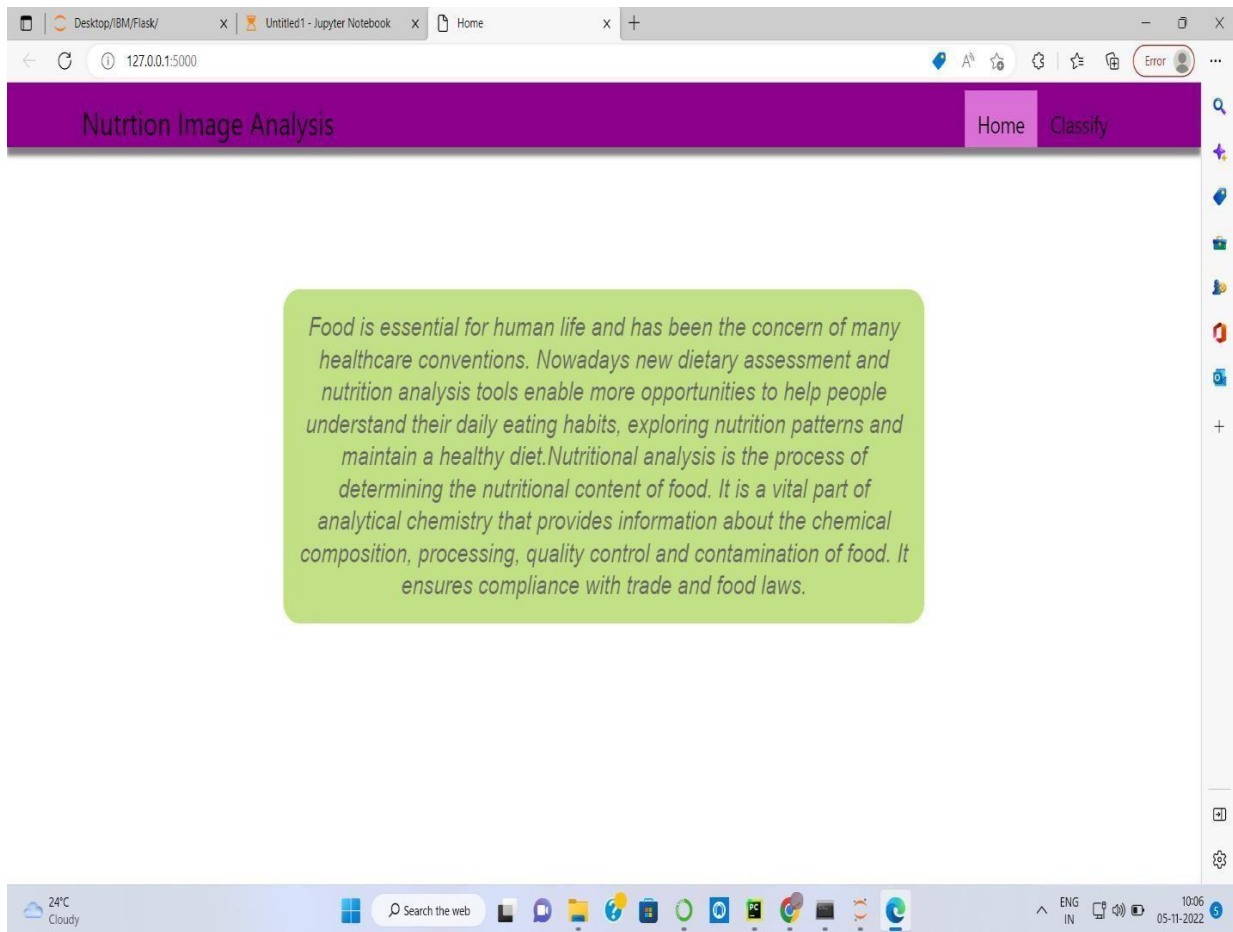 Desktop/IBM/Flask/
Untitled1 - Jupyter Notebook
Home
127.0.0.1:5000
Error
Nutrtion Image Analysis
Home
Classify
Food is essential for human life and has been the concern of many
healthcare conventions. Nowadays new dietary assessment and
nutrition analysis tools enable more opportunities to help people
understand their daily eating habits, exploring nutrition patterns and
maintain a healthy diet.Nutritional analysis is the process of
determining the nutritional content of food. It is a vital part of
analytical chemistry that provides information about the chemical
composition, processing, quality control and contamination of food. It
ensures compliance with trade and food laws.
24°C
Cloudy
Search the web
ENG
IN
10:06
05-11-2022
5